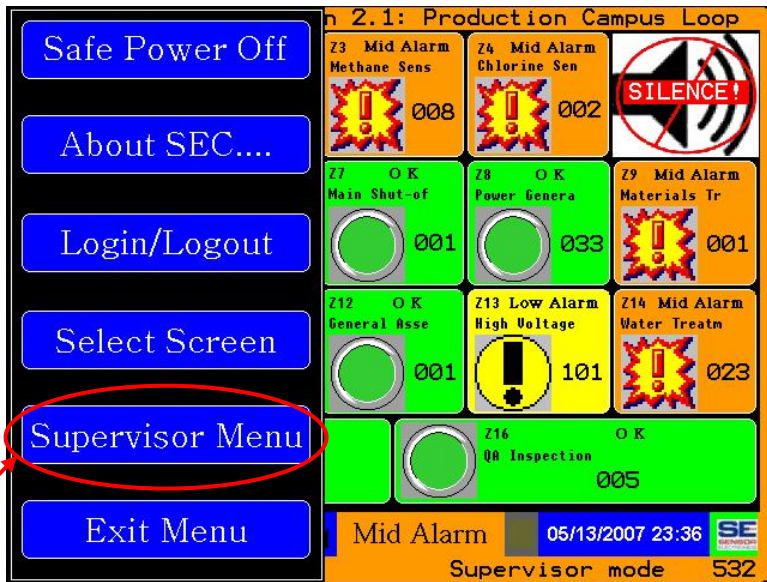 n 2.1: Production Campus Loop
Safe Power Off
About SEC....
Login/Logout
Select Screen
Supervisor Menu
Exit Menu
Z3 Mid Alarm
Methane Sens
008
Z4 Mid Alarm
Chlorine Sen
002
SILENCE!
Z7 O K
Main Shut-of
001
Z8 O K
Power Genera
033
Z9 Mid Alarm
Materials Tr
001
Z12 O K
General Asse
001
Z13 Low Alarm
High Voltage
101
Z14 Mid Alarm
Water Treatm
023
Z16 O K
QA Inspection
005
Mid Alarm
05/13/2007 23:36
SE
SENSOR
Supervisor mode 532